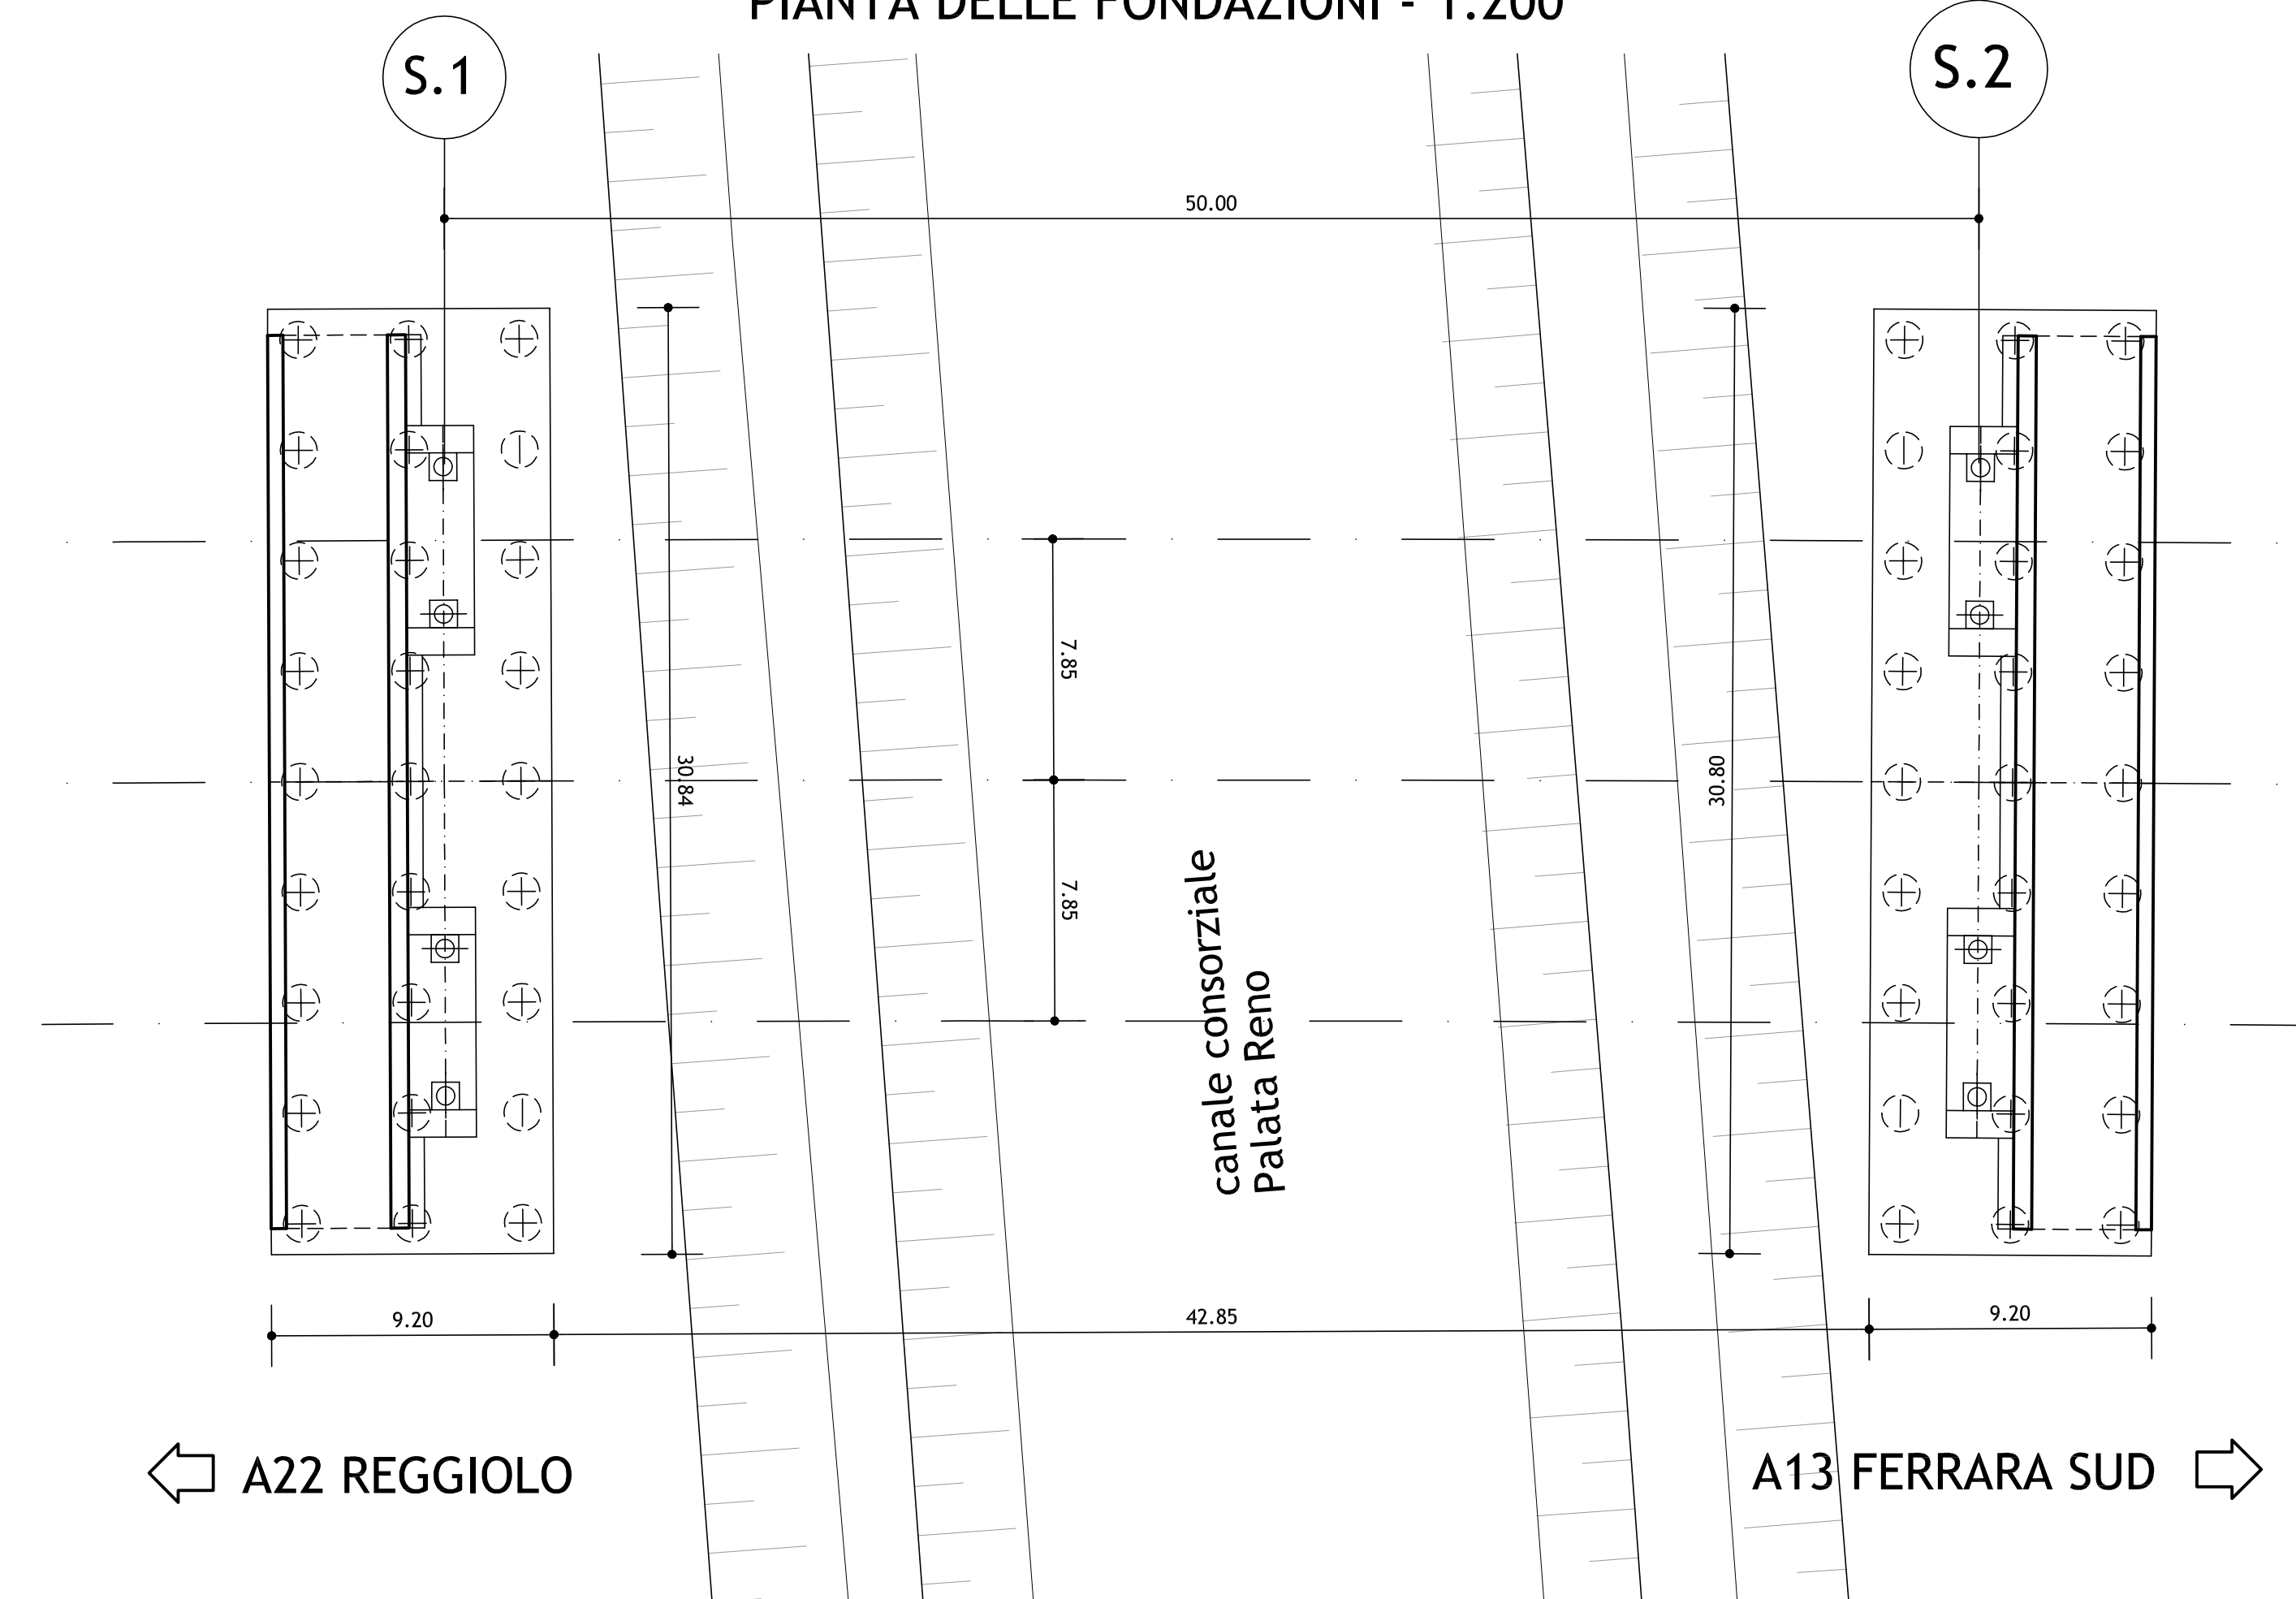 PIANTA DELLE FONDAZIONI - 1:200
S.1
S.2
50.00
7.85
30.84
30.80
7.85
canale consorziale
Palata Reno
9.20
42.85
9.20
A22 REGGIOLO
A13 FERRARA SUD